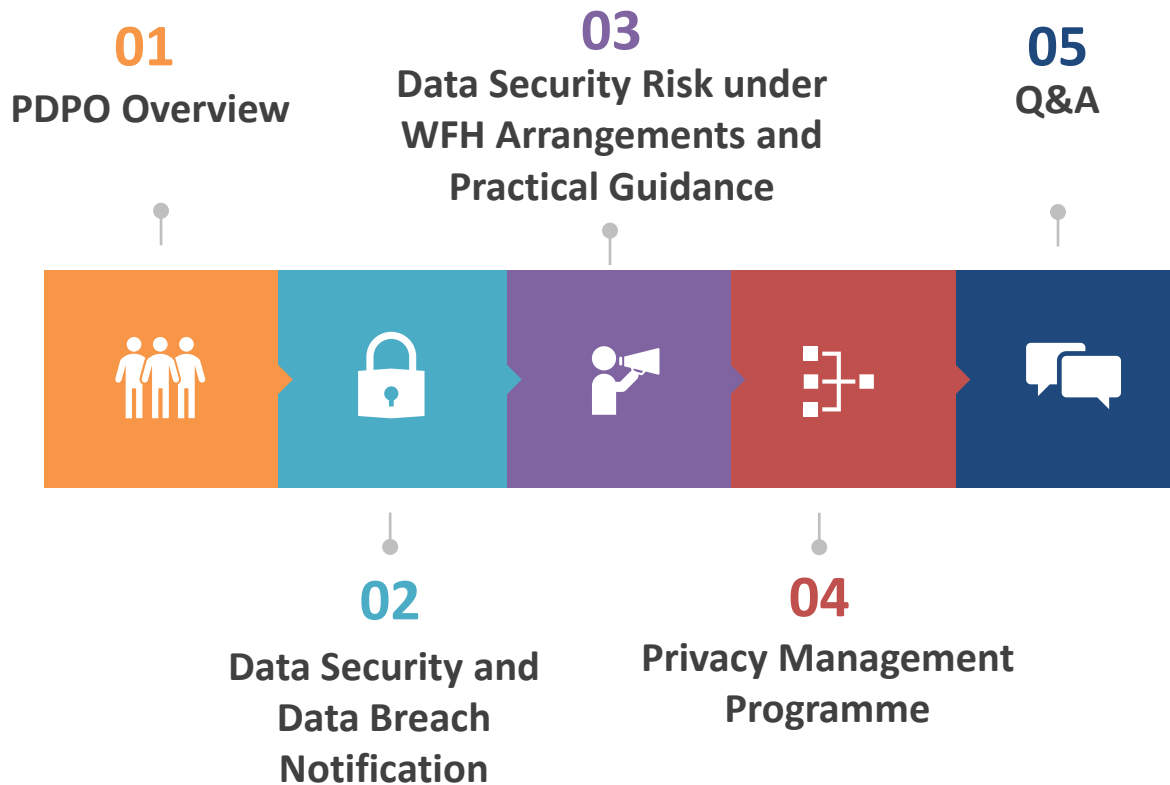 01
PDPO Overview
02
Data Security and
Data Breach
Notification
03
Data Security Risk under
WFH Arrangements and
Practical Guidance
04
Privacy Management
Programme
05
Q&A